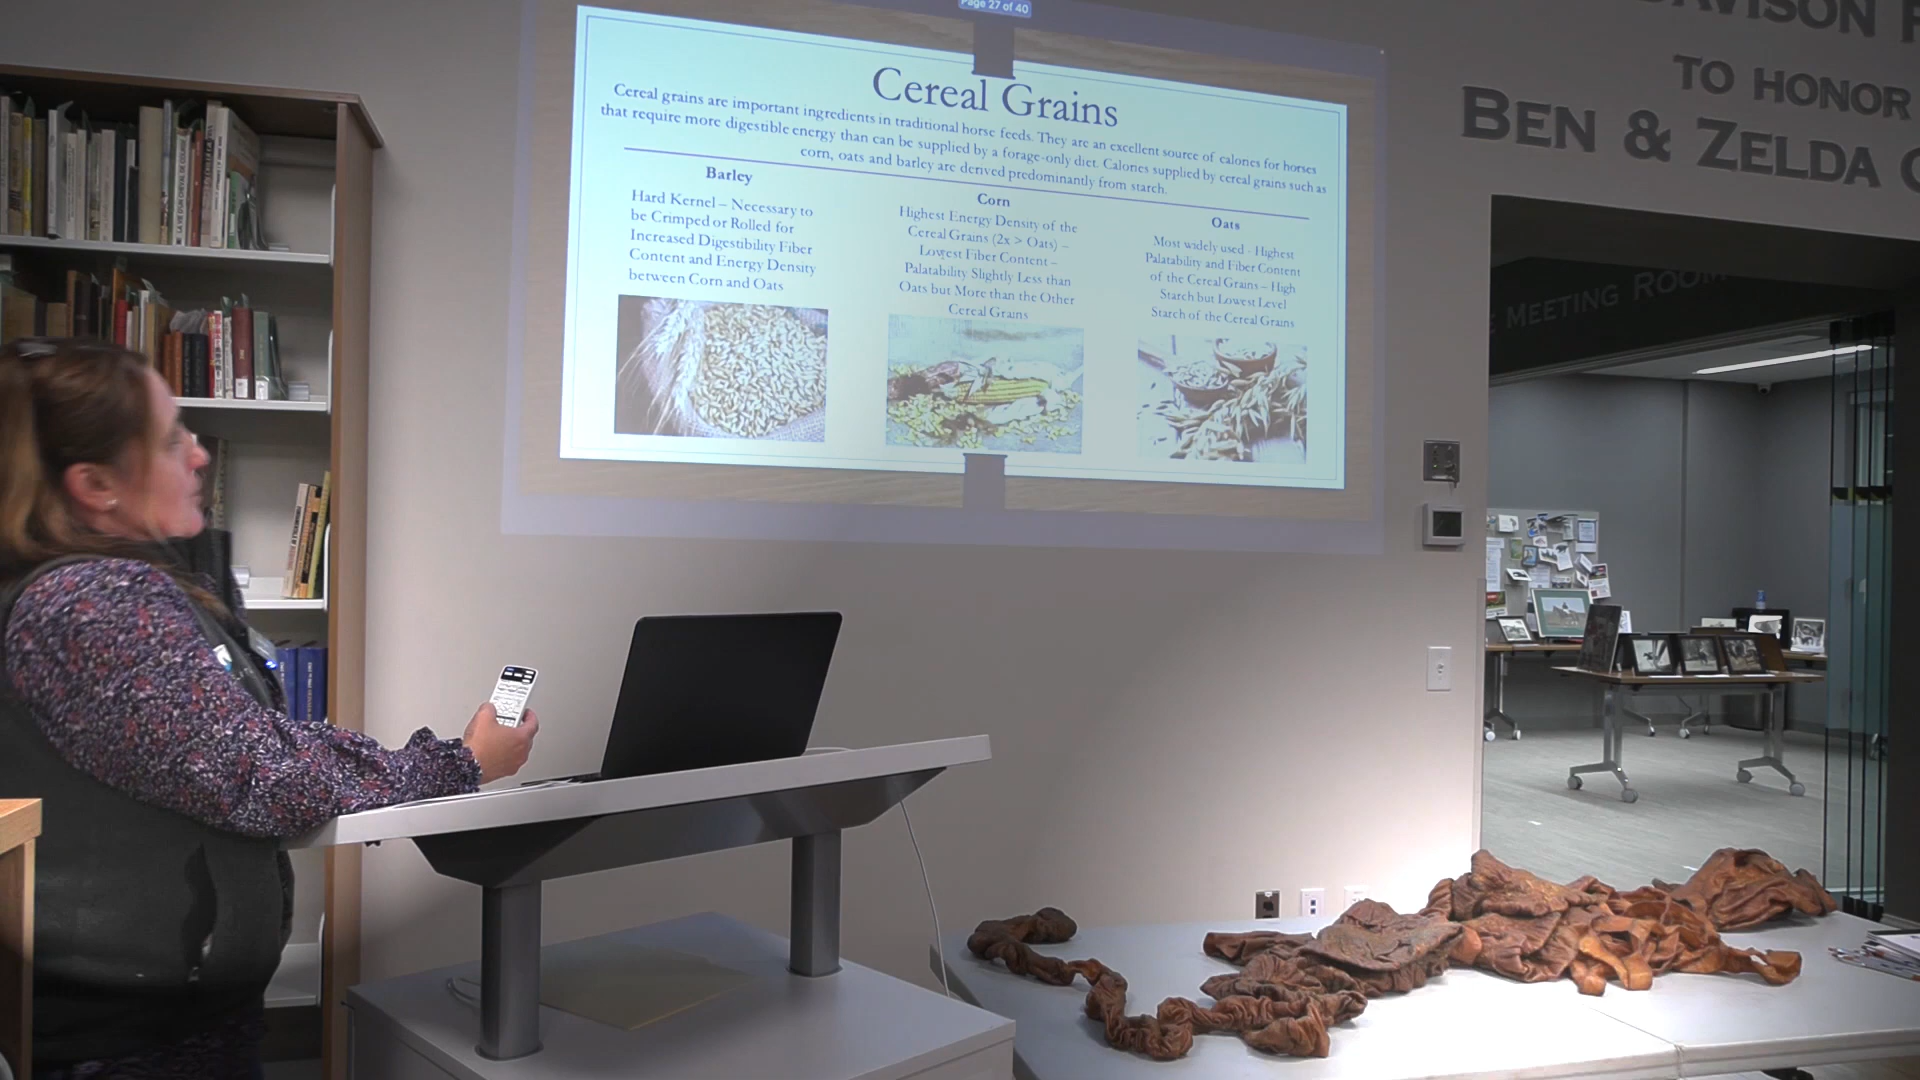 Page 27 of 40
Cereal Grains
Cereal grains are important ingredients in traditional horse feeds. They are an excellent source of calories for horses
that require more digestible energy than can be supplied by a forage-only diet. Calories supplied by cereal grains such as
corn, oats and barley are derived predominantly from starch.
Barley
Hard Kernel – Necessary to
be Crimped or Rolled for
Increased Digestibility Fiber
Content and Energy Density
between Corn and Oats
Corn
Highest Energy Density of the
Cereal Grains (2x > Oats) –
Lowest Fiber Content –
Palatability Slightly Less than
Oats but More than the Other
Cereal Grains
Oats
Most widely used - Highest
Palatability and Fiber Content
of the Cereal Grains – High
Starch but Lowest Level
Starch of the Cereal Grains
TO HONOR
BEN & ZELDA
MEETING ROOM